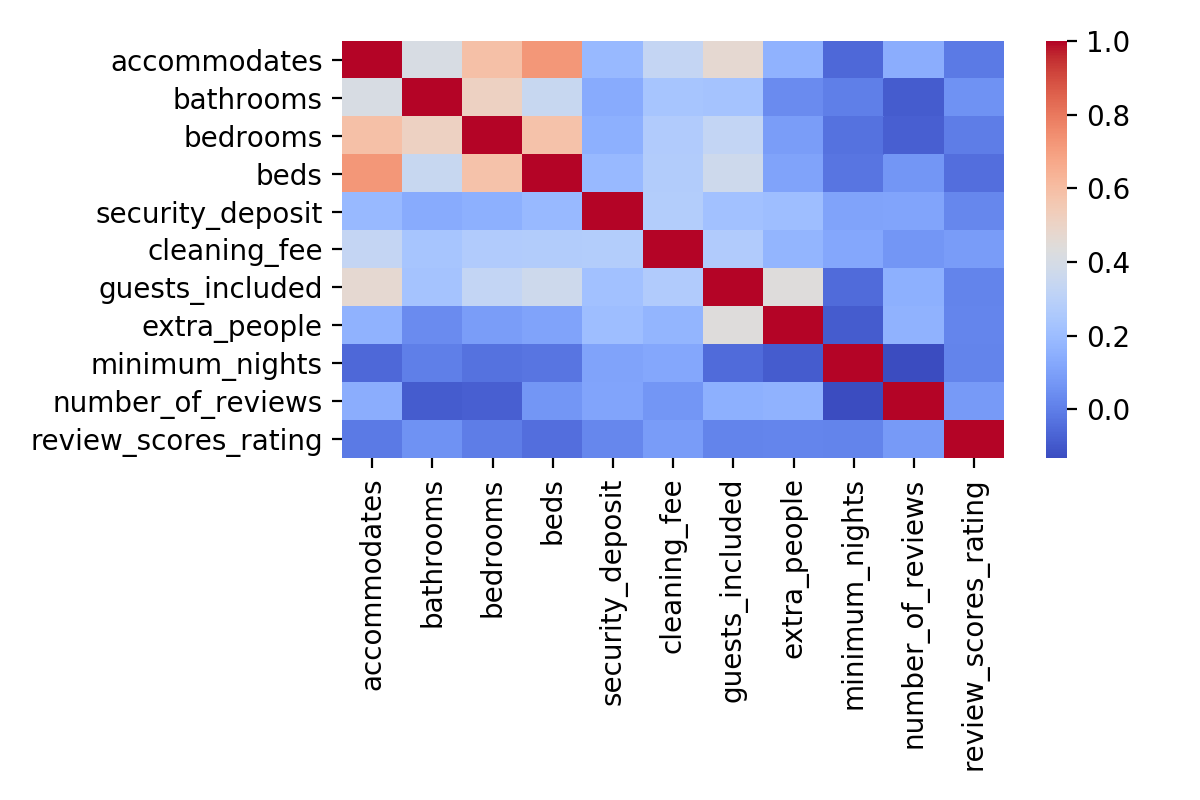 accommodates
bathrooms
bedrooms
beds
security_deposit
cleaning_fee
guests_included
extra_people
minimum_nights
number_of_reviews
review_scores_rating
accommodates
bathrooms
bedrooms
beds
security_deposit
cleaning_fee
guests_included
extra_people
minimum_nights
number_of_reviews
review_scores_rating
1.0
0.8
0.6
0.4
0.2
0.0